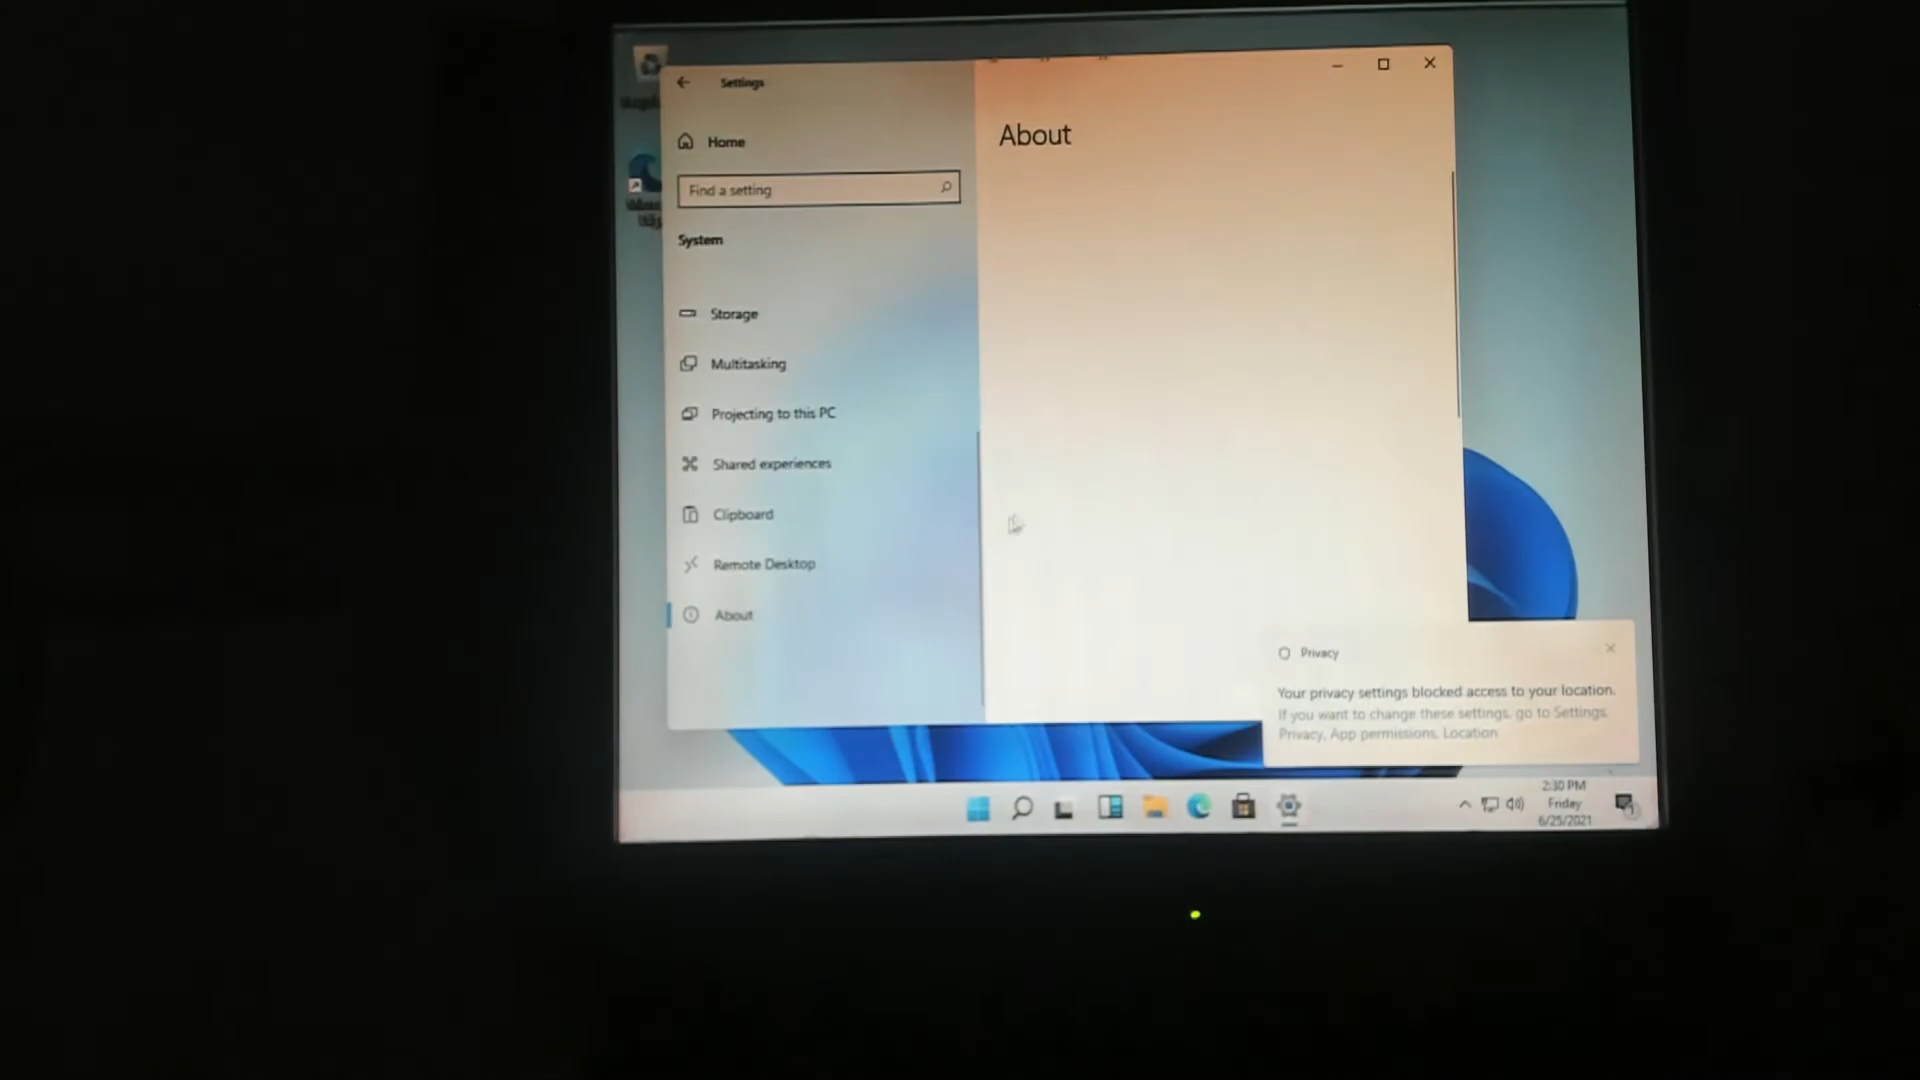 Settings
Home
Find a setting
System
Storage
Multitasking
Projecting to this PC
Shared experiences
Clipboard
Remote Desktop
About
About
Privacy
Your privacy settings blocked access to your location.
If you want to change these settings, go to Settings,
Privacy, App permissions, Location
2:30 PM
Friday
6/25/2021